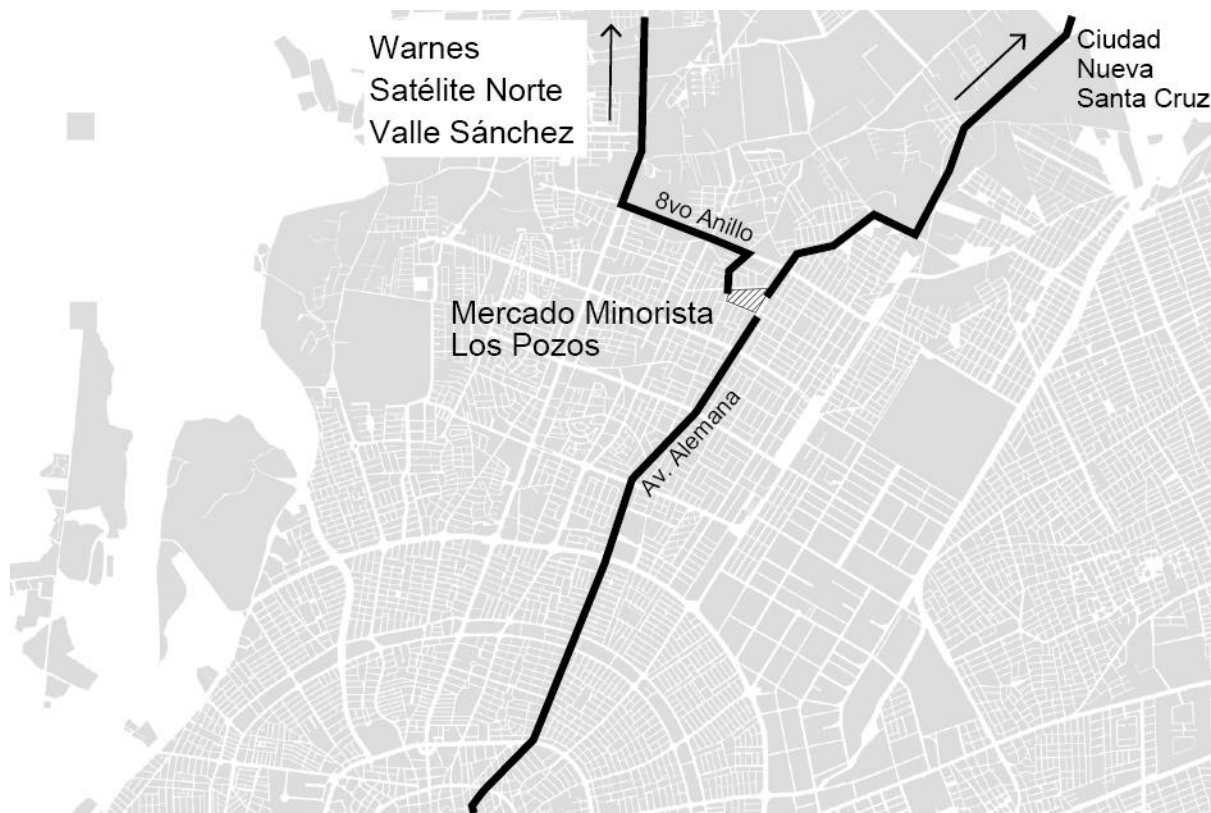 Warnes
Satélite Norte
Valle Sánchez
Ciudad
Nueva
Santa Cruz
8vo Anillo
Mercado Minorista
Los Pozos
Av. Alemana